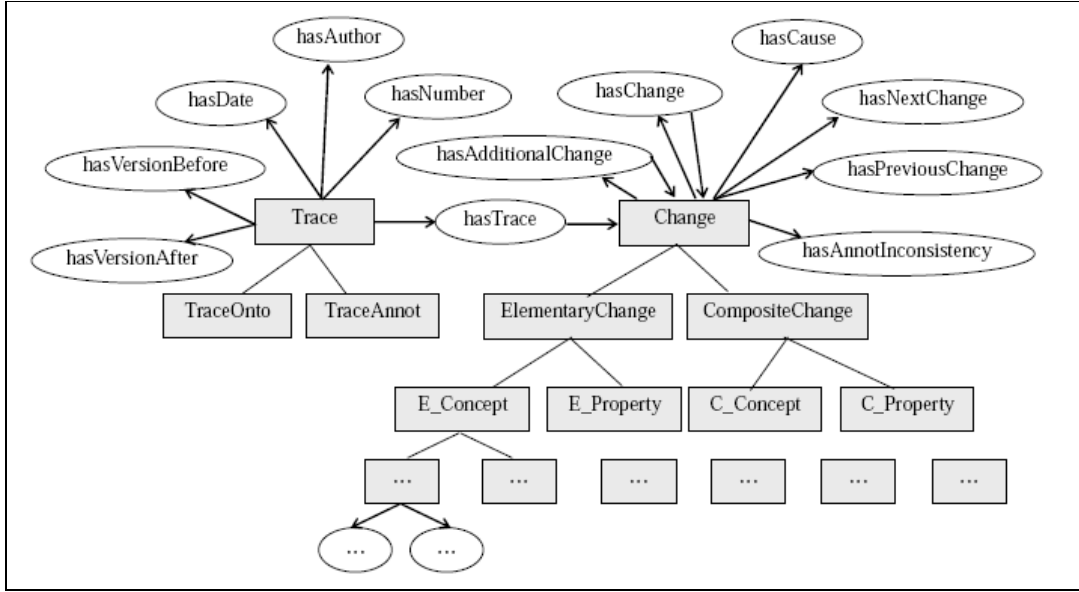 hasAuthor
hasCause
hasDate
hasNumber
hasChange
hasNextChange
hasVersionBefore
hasAdditionalChange
hasPreviousChange
Trace
hasTrace
Change
hasVersionAfter
hasAnnotInconsistency
TraceOnto
TraceAnnot
ElementaryChange
CompositeChange
E_Concept
E_Property
C_Concept
C_Property
...
...
...
...
...
...
...
...